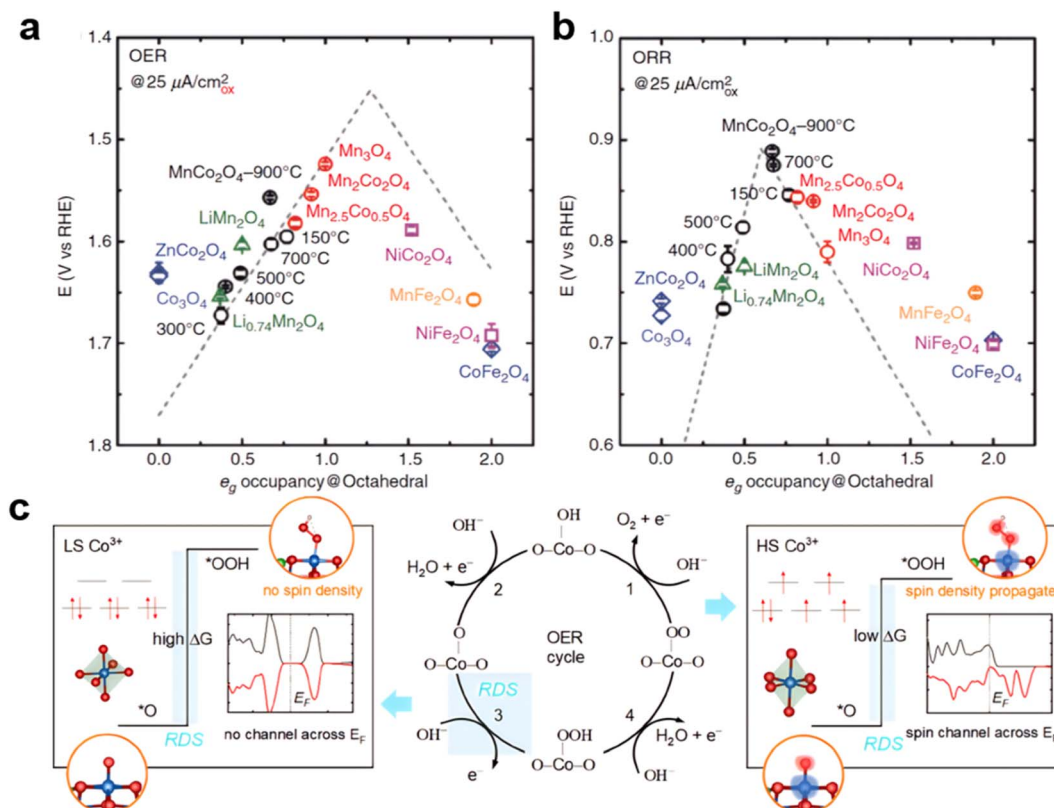 a
OER
@25 μA/cm²ox
1.4
1.5
1.6
1.7
1.8
E (V vs RHE)
0.0 0.5 1.0 1.5 2.0
eg occupancy@Octahedral
Mn3O4
MnCo2O4–900°C
Mn2Co2O4
LiMn2O4
Mn2.5Co0.5O4
150°C
700°C
ZnCo2O4
NiCo2O4
500°C
Co3O4
400°C
MnFe2O4
Li0.74Mn2O4
300°C
NiFe2O4
CoFe2O4
b
ORR
@25 μA/cm²ox
1.0
0.9
0.8
0.7
0.6
E (V vs RHE)
0.0 0.5 1.0 1.5 2.0
eg occupancy@Octahedral
MnCo2O4–900°C
700°C
150°C
Mn2.5Co0.5O4
Mn2Co2O4
500°C
Mn3O4
400°C
NiCo2O4
ZnCo2O4
LiMn2O4
Li0.74Mn2O4
Co3O4
MnFe2O4
NiFe2O4
CoFe2O4
c
LS Co3+
*OOH
no spin density
high ΔG
EF
*O
RDS
no channel across EF
OH−
OH
O–Co–O
O2 + e−
H2O + e−
2
1
OH−
O
O–Co–O
OER
cycle
OO
O–Co–O
RDS
3
4
OH−
e−
OOH
O–Co–O
H2O + e−
OH−
HS Co3+
*OOH
spin density propagate
low ΔG
EF
*O
RDS
spin channel across EF